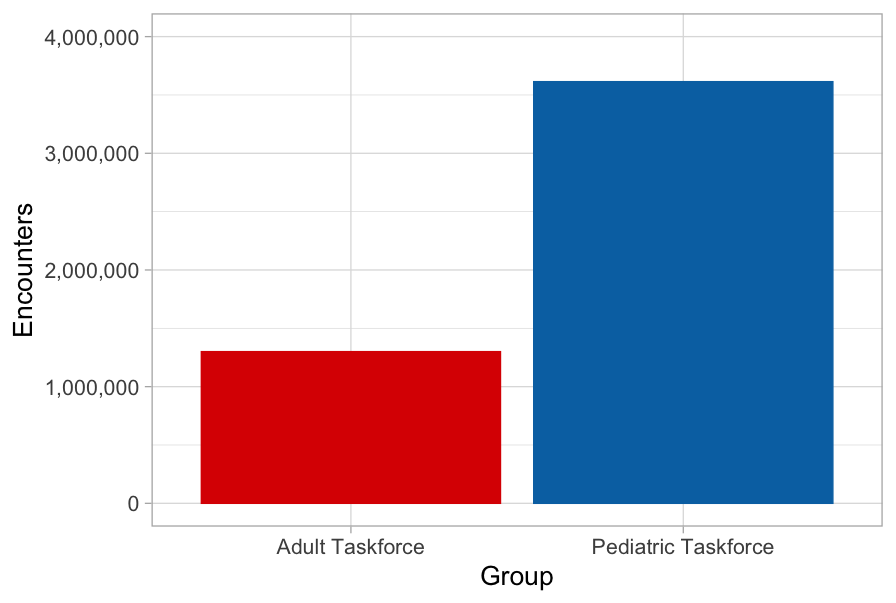 4,000,000
3,000,000
2,000,000
1,000,000
0
Encounters
Adult Taskforce
Pediatric Taskforce
Group